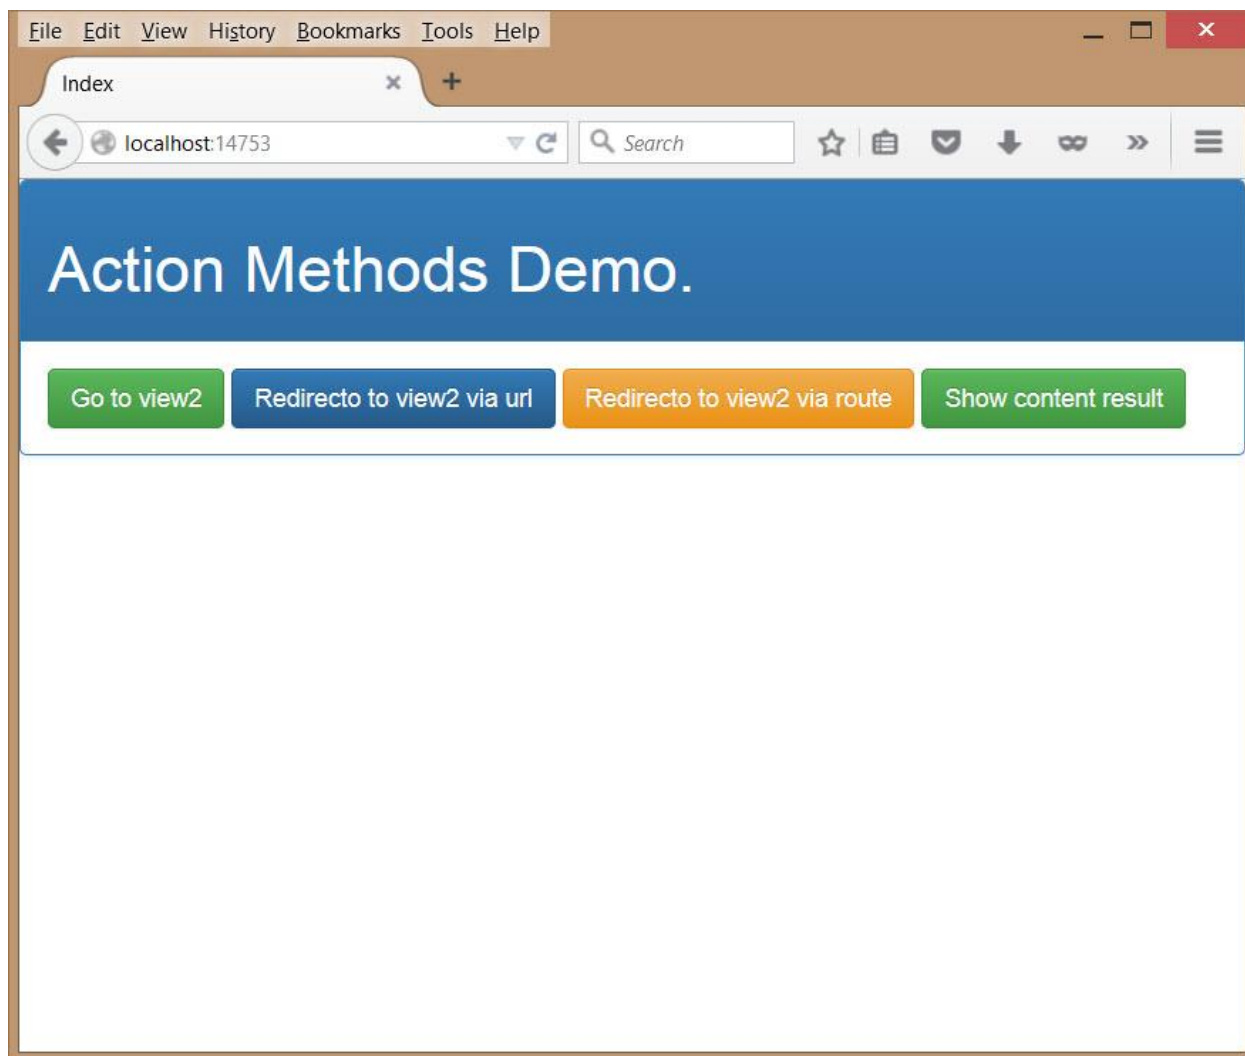 File Edit View History Bookmarks Tools Help
Index
localhost:14753 Search
Action Methods Demo.
Go to view2 Redirecto to view2 via url Redirecto to view2 via route Show content result